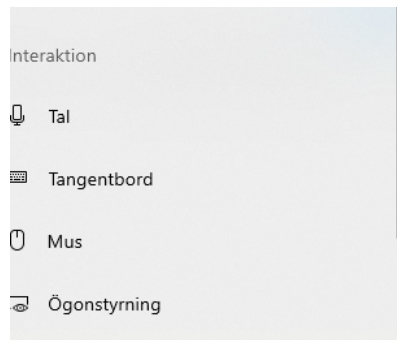 Interaktion
Tal
Tangentbord
Mus
Ögonstyrning